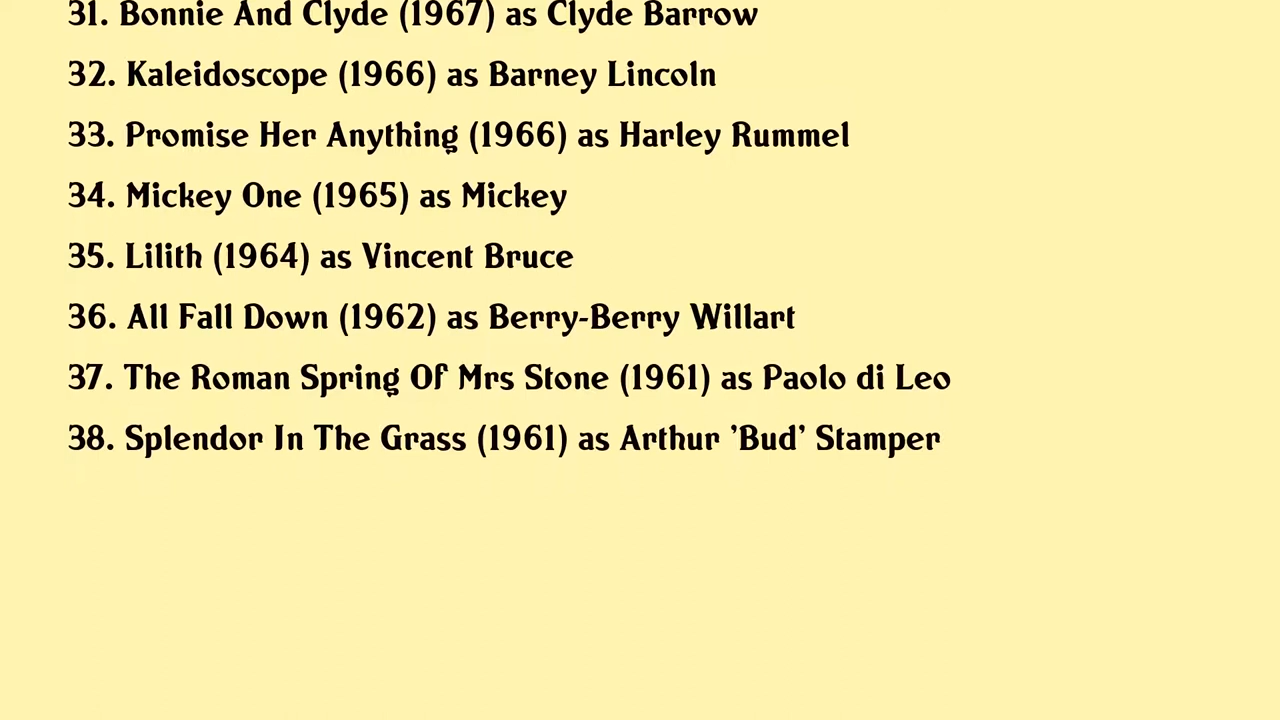 31. Bonnie And Clyde (1967) as Clyde Barrow
32. Kaleidoscope (1966) as Barney Lincoln
33. Promise Her Anything (1966) as Harley Rummel
34. Mickey One (1965) as Mickey
35. Lilith (1964) as Vincent Bruce
36. All Fall Down (1962) as Berry-Berry Willart
37. The Roman Spring Of Mrs Stone (1961) as Paolo di Leo
38. Splendor In The Grass (1961) as Arthur 'Bud' Stamper